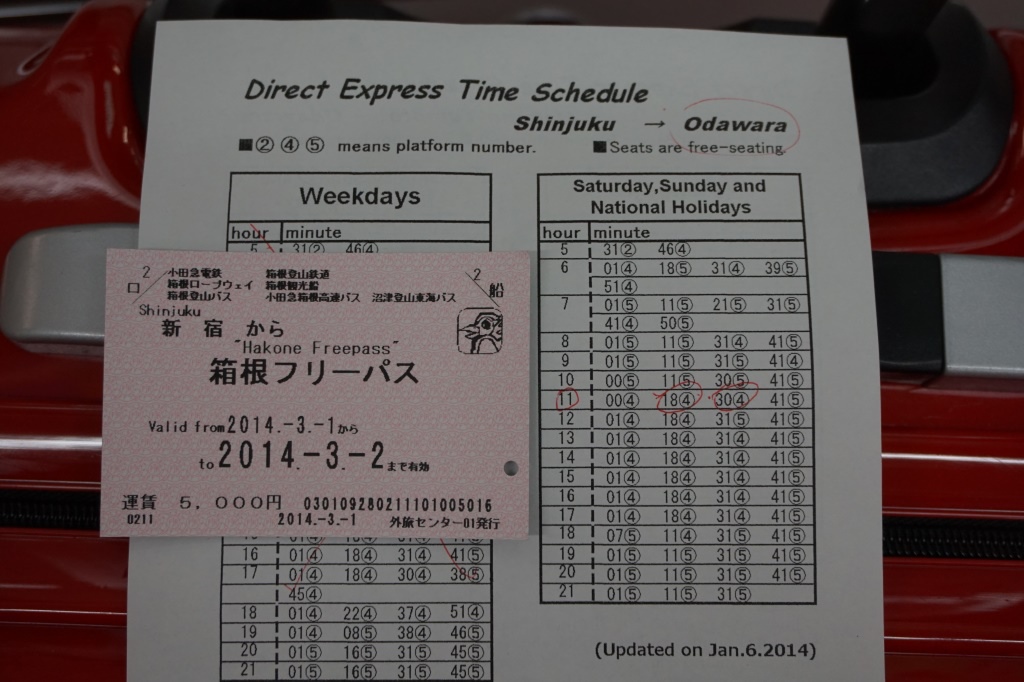 Direct Express Time Schedule
Shinjuku → Odawara
■② ④ ⑤ means platform number. ■Seats are free-seating.
Weekdays
hour minute
5 31② 46④
2 小田急電鉄 箱根登山鉄道 2
口 箱根ロープウェイ 箱根観光船 船
箱根登山バス 小田急箱根高速バス 沼津登山東海バス
Shinjuku
新宿 から
"Hakone Freepass"
箱根フリーパス
Valid from 2014.-3.-1から
to 2014.-3.-2まで有効
運賃 5,000円 0301092802111101005016
0211 2014.-3.-1 外旅センター01発行
16 01④ 18④ 31④ 41⑤
17 01④ 18④ 30④ 38⑤
45④
18 01④ 22④ 37④ 51④
19 01④ 08⑤ 38④ 46⑤
20 01⑤ 16⑤ 31⑤ 45⑤
21 01⑤ 16⑤ 31⑤ 45⑤
Saturday,Sunday and
National Holidays
hour minute
5 31② 46④
6 01④ 18⑤ 31④ 39⑤
51④
7 01⑤ 11⑤ 21⑤ 31⑤
41④ 50⑤
8 01⑤ 11⑤ 31④ 41⑤
9 01⑤ 11⑤ 31⑤ 41④
10 00⑤ 11⑤ 30⑤ 41⑤
11 00④ 18④ 30④ 41⑤
12 01④ 18④ 31⑤ 41⑤
13 01④ 18④ 31④ 41⑤
14 01④ 18④ 31⑤ 41⑤
15 01④ 18④ 31④ 41⑤
16 01④ 18④ 31④ 41⑤
17 01④ 18④ 31④ 41⑤
18 07⑤ 11④ 31④ 41⑤
19 01⑤ 11⑤ 31⑤ 41⑤
20 01⑤ 11⑤ 31⑤ 41⑤
21 01⑤ 11⑤ 31⑤
(Updated on Jan.6.2014)